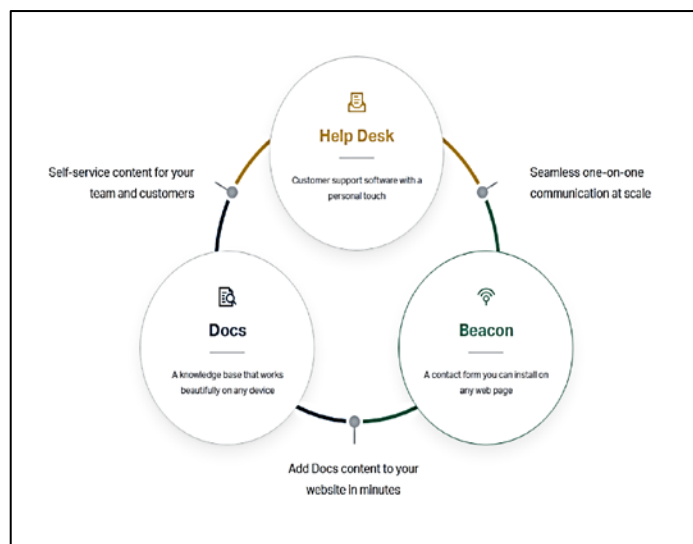 Help Desk
Customer support software with a
personal touch
Self-service content for your
team and customers
Seamless one-on-one
communication at scale
Docs
A knowledge base that works
beautifully on any device
Beacon
A contact form you can install on
any web page
Add Docs content to your
website in minutes